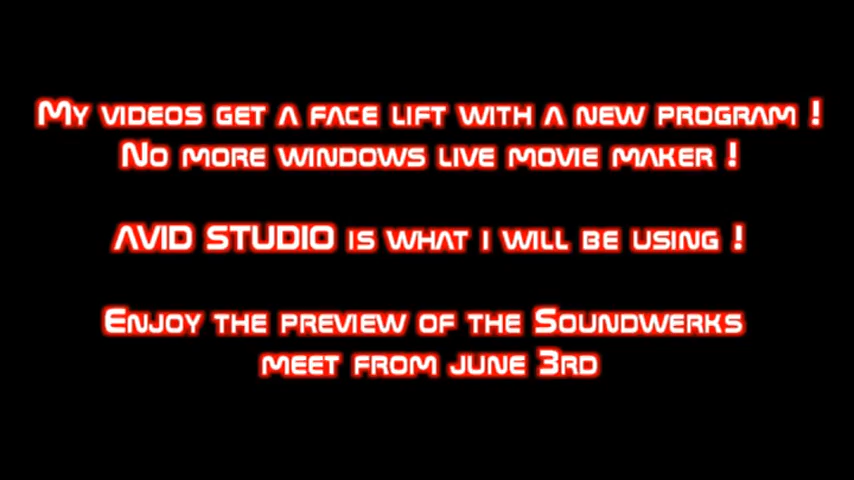 My videos get a face lift with a new program !
No more windows live movie maker !
AVID STUDIO is what i will be using !
Enjoy the preview of the Soundwerks
meet from june 3rd